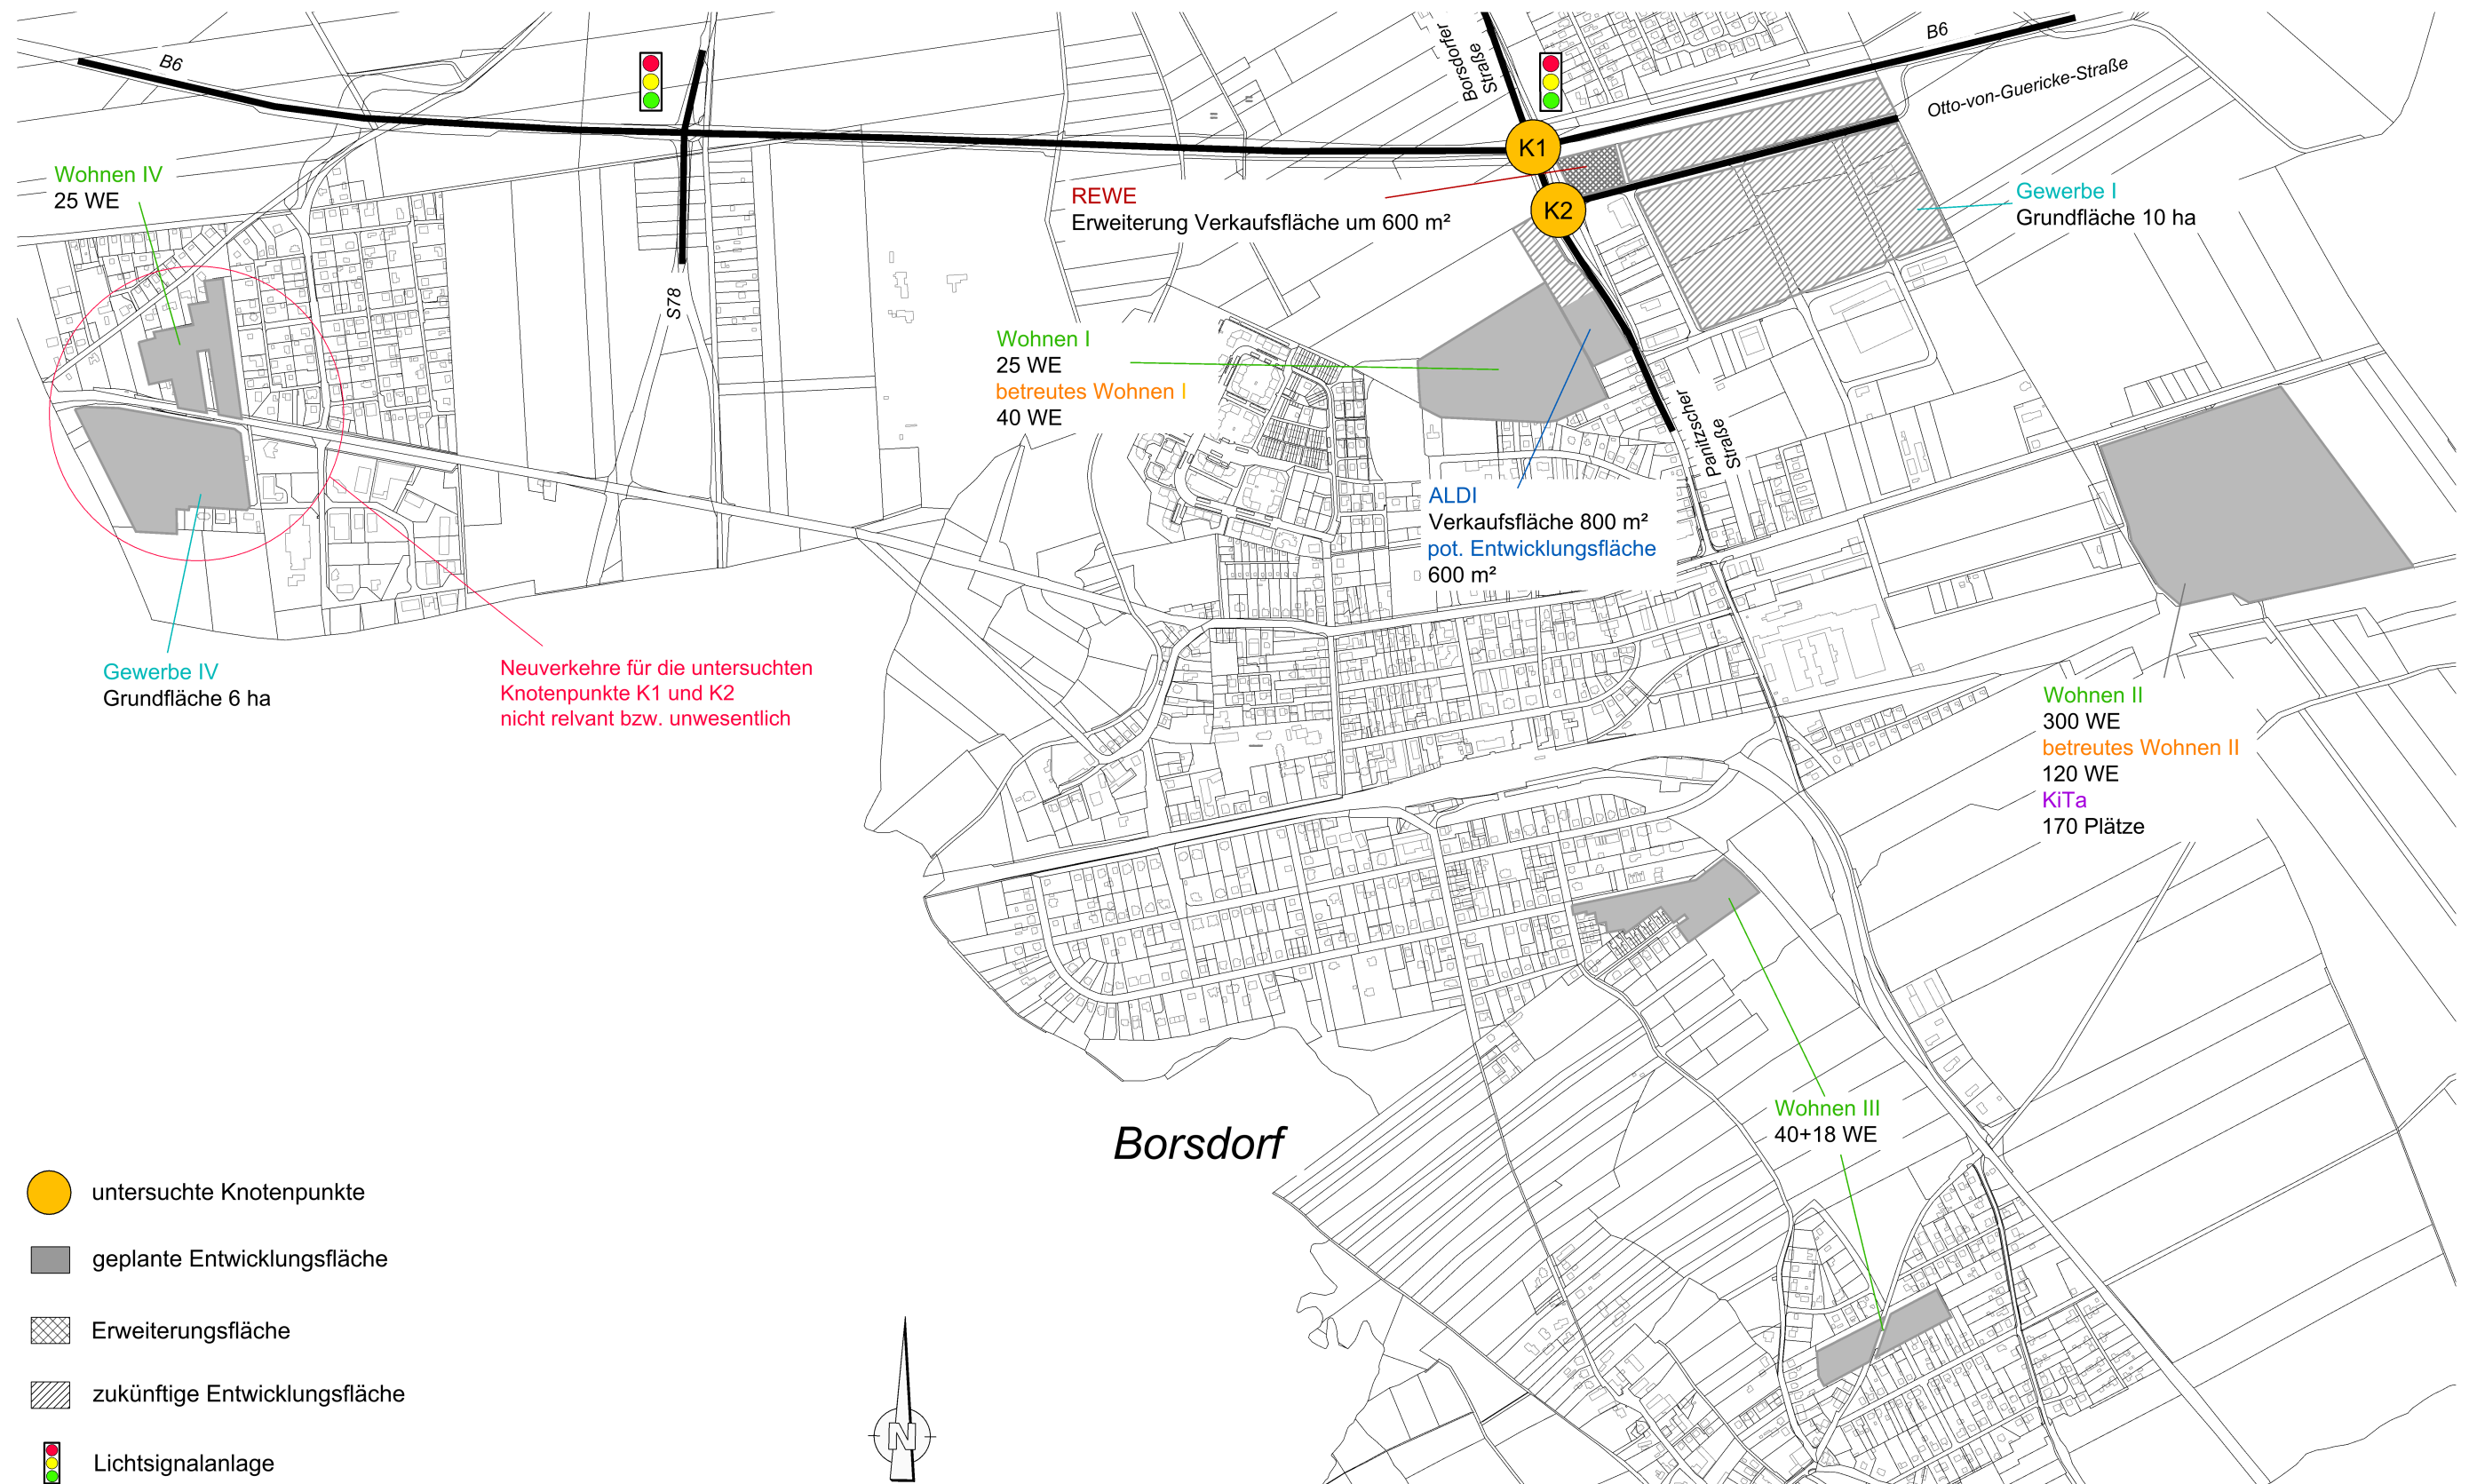 B6
B6
Borsdorfer
Straße
Otto-von-Guericke-Straße
K1
K2
Wohnen IV
25 WE
REWE
Erweiterung Verkaufsfläche um 600 m²
Gewerbe I
Grundfläche 10 ha
S78
Wohnen I
25 WE
betreutes Wohnen I
40 WE
Panitzscher
Straße
ALDI
Verkaufsfläche 800 m²
pot. Entwicklungsfläche
600 m²
Gewerbe IV
Grundfläche 6 ha
Neuverkehre für die untersuchten
Knotenpunkte K1 und K2
nicht relvant bzw. unwesentlich
Wohnen II
300 WE
betreutes Wohnen II
120 WE
KiTa
170 Plätze
Wohnen III
40+18 WE
Borsdorf
untersuchte Knotenpunkte
geplante Entwicklungsfläche
Erweiterungsfläche
zukünftige Entwicklungsfläche
Lichtsignalanlage
N